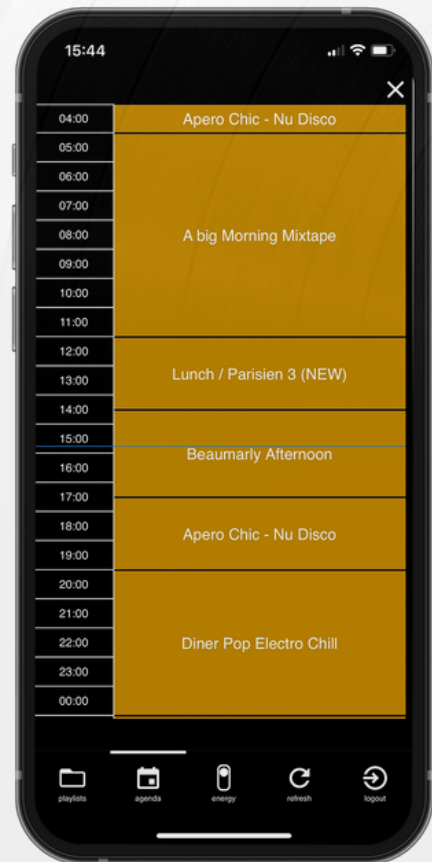 15:44
04:00 Apero Chic - Nu Disco
05:00
06:00
07:00
08:00 A big Morning Mixtape
09:00
10:00
11:00
12:00
13:00 Lunch / Parisien 3 (NEW)
14:00
15:00
16:00 Beaumarly Afternoon
17:00
18:00 Apero Chic - Nu Disco
19:00
20:00
21:00
22:00 Diner Pop Electro Chill
23:00
00:00
playlists agenda energy refresh logout